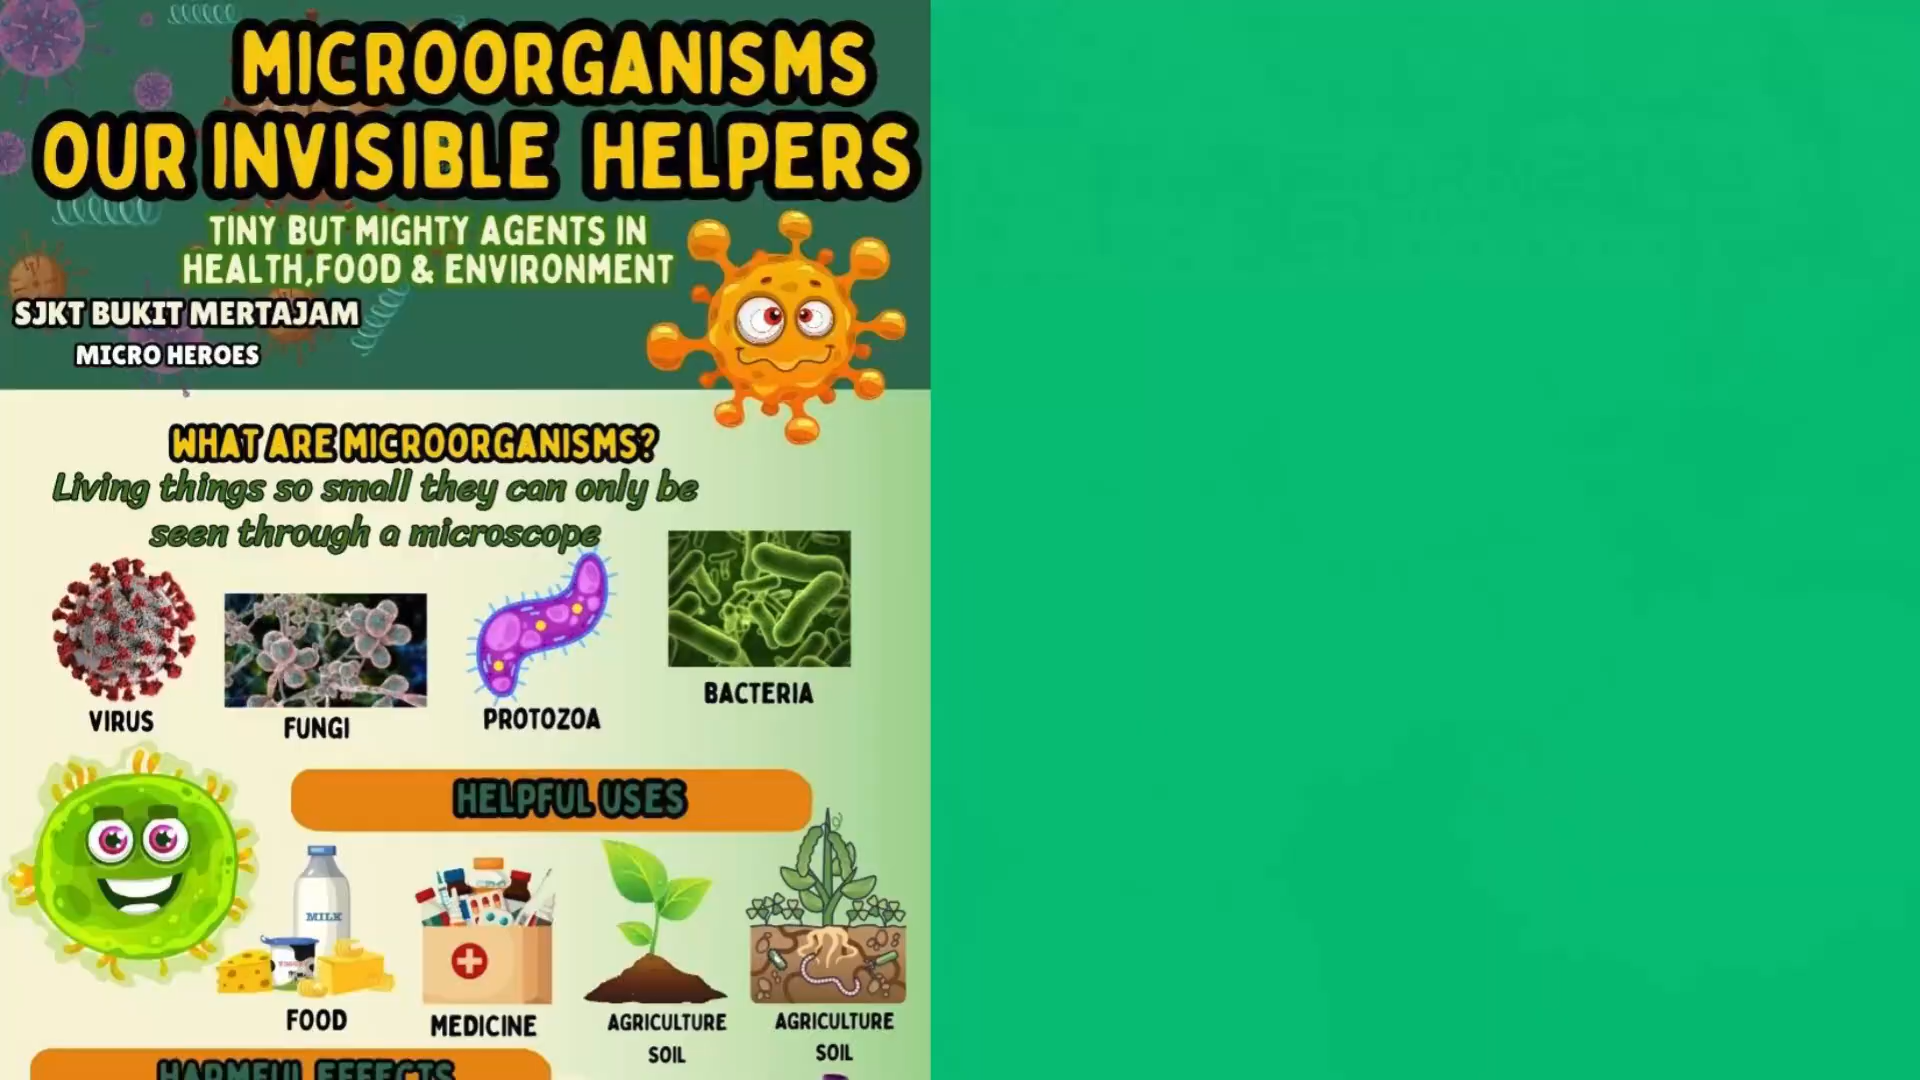 MICROORGANISMS
OUR INVISIBLE HELPERS
TINY BUT MIGHTY AGENTS IN
HEALTH,FOOD & ENVIRONMENT
SJKT BUKIT MERTAJAM
MICRO HEROES
WHAT ARE MICROORGANISMS?
Living things so small they can only be
seen through a microscope
VIRUS
FUNGI
PROTOZOA
BACTERIA
HELPFUL USES
MILK
FOOD
MEDICINE
AGRICULTURE
SOIL
AGRICULTURE
SOIL
HARMFUL EFFECTS